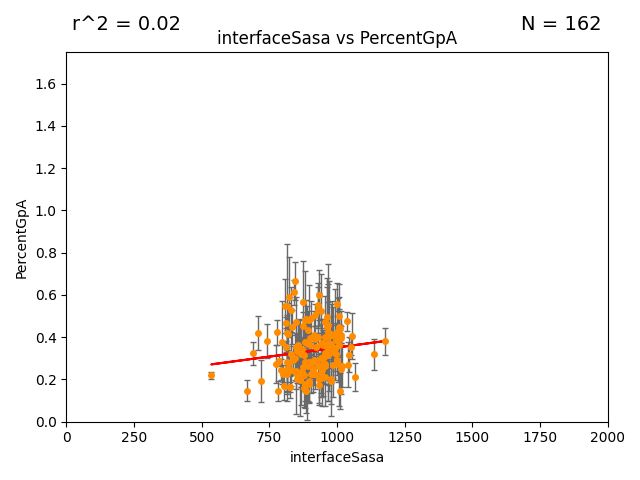 r^2 = 0.02
N = 162
interfaceSasa vs PercentGpA
PercentGpA
1.6
1.4
1.2
1.0
0.8
0.6
0.4
0.2
0.0
0 250 500 750 1000 1250 1500 1750 2000
interfaceSasa